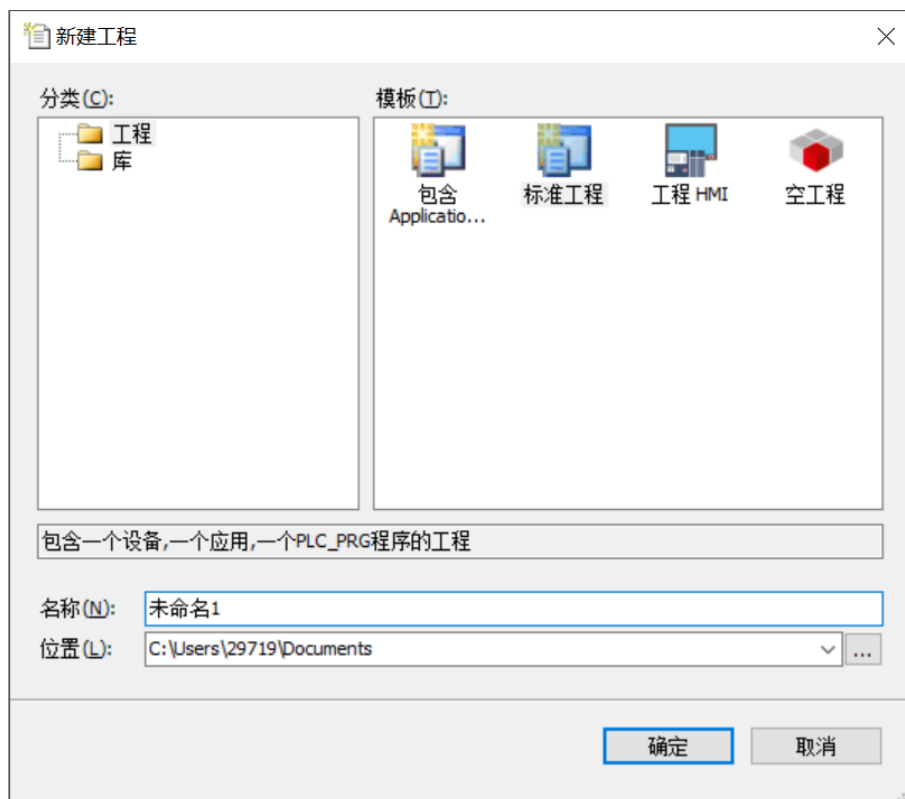 新建工程
分类(C):
模板(T):
工程
库
包含
Applicatio...
标准工程
工程 HMI
空工程
包含一个设备,一个应用,一个PLC_PRG程序的工程
名称(N):
未命名1
位置(L):
C:\Users\29719\Documents
...
确定
取消